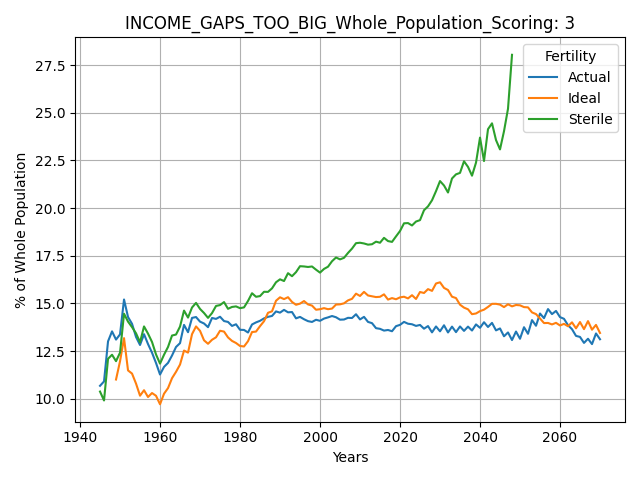 INCOME_GAPS_TOO_BIG_Whole_Population_Scoring: 3
Fertility
Actual
Ideal
Sterile
% of Whole Population
27.5
25.0
22.5
20.0
17.5
15.0
12.5
10.0
1940 1960 1980 2000 2020 2040 2060
Years